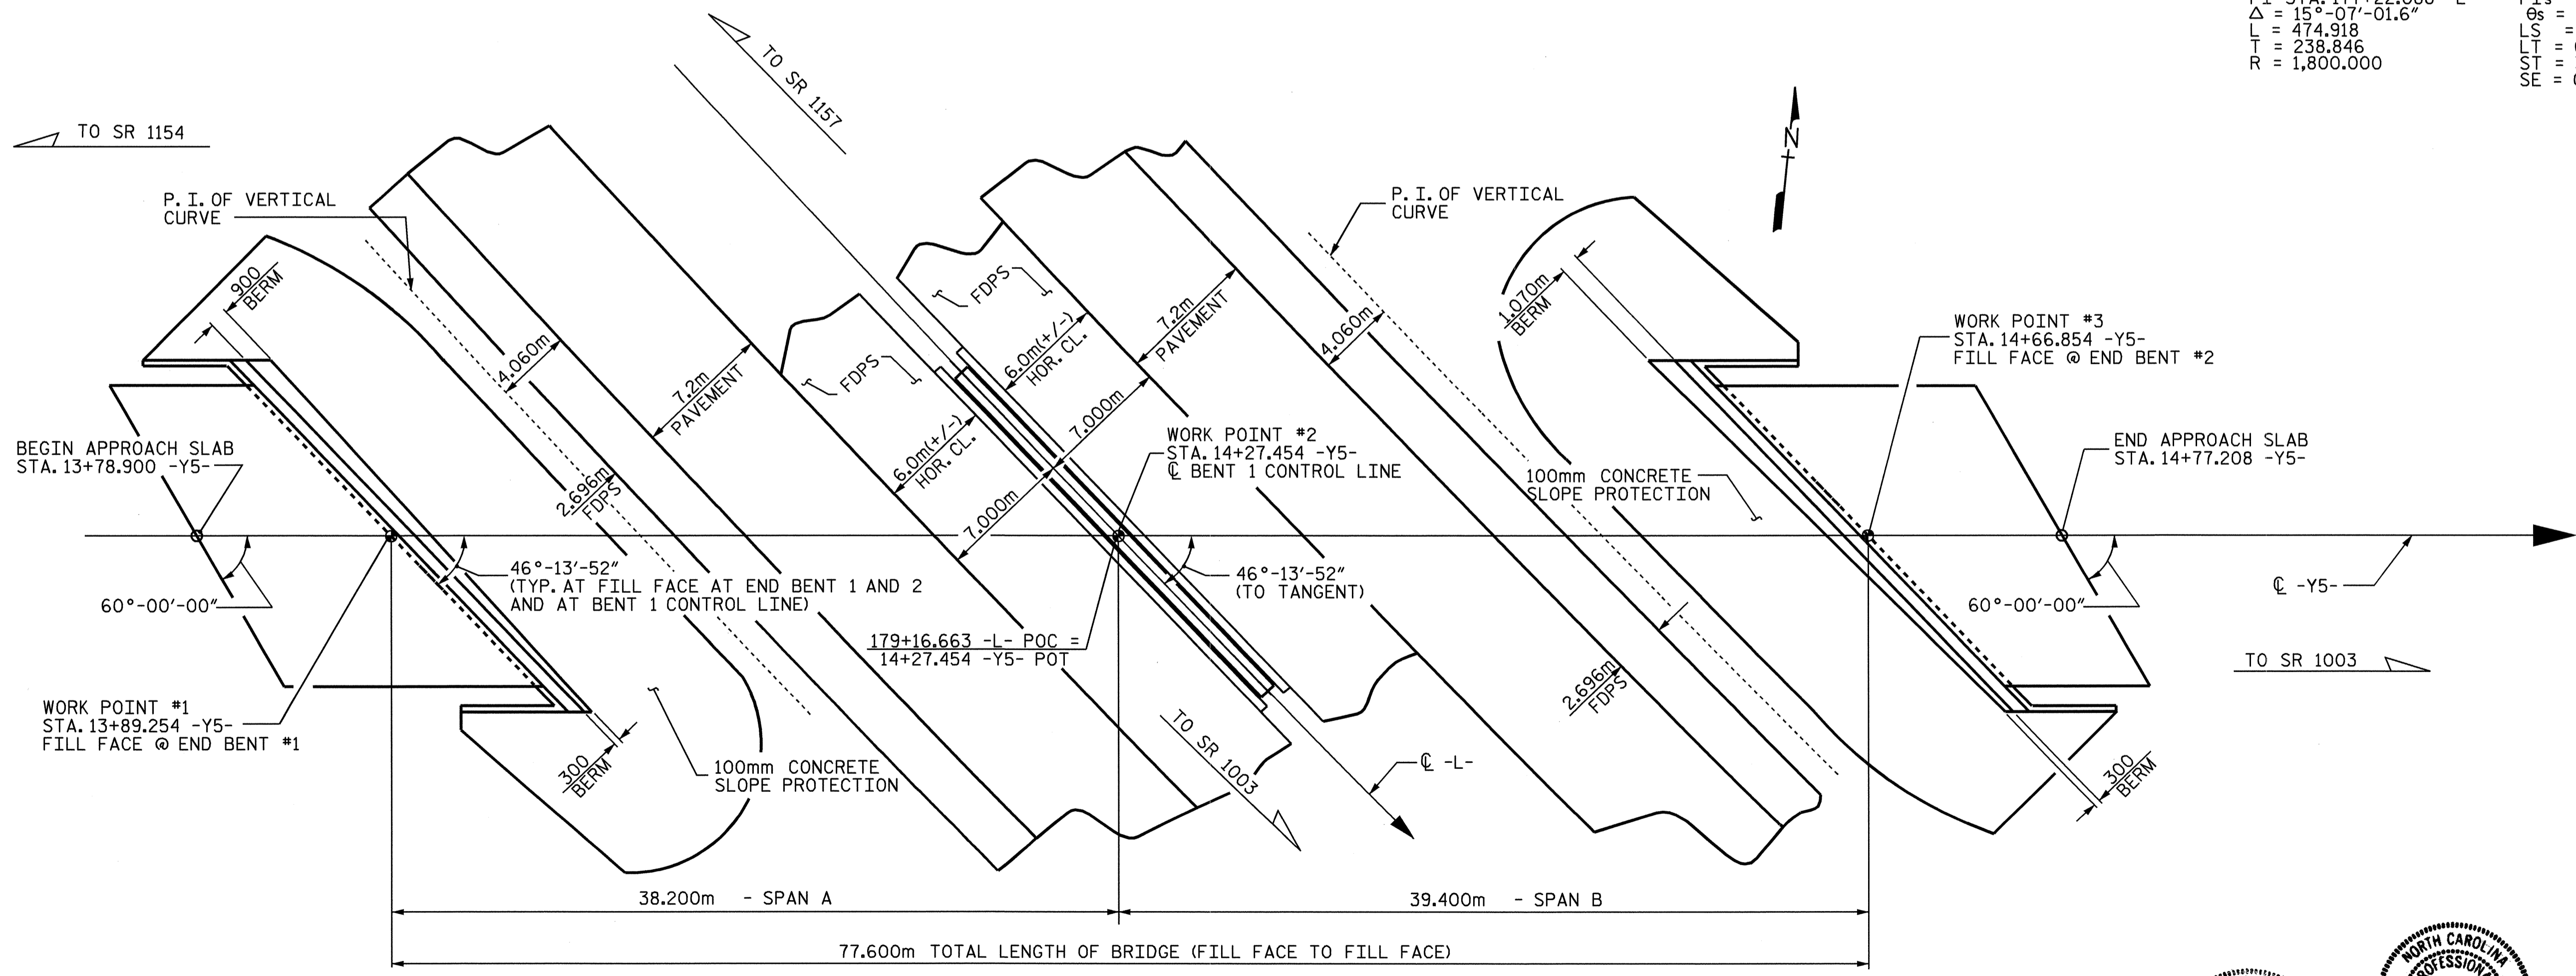 Δ = 15°-07'-01.6"
L = 474.918
T = 238.846
R = 1,800.000
θs =
LS =
LT =
ST =
SE =
TO SR 1154
TO SR 1157
N
P.I. OF VERTICAL
CURVE
P.I. OF VERTICAL
CURVE
900
BERM
4.060m
7.2m
PAVEMENT
FDPS
FDPS
6.0m(+/-)
HOR. CL.
6.0m(+/-)
HOR. CL.
7.2m
PAVEMENT
4.060m
1.070m
BERM
7.000m
7.000m
WORK POINT #3
STA. 14+66.854 -Y5-
FILL FACE @ END BENT #2
BEGIN APPROACH SLAB
STA. 13+78.900 -Y5-
2.696m
FDPS
WORK POINT #2
STA. 14+27.454 -Y5-
℄ BENT 1 CONTROL LINE
100mm CONCRETE
SLOPE PROTECTION
END APPROACH SLAB
STA. 14+77.208 -Y5-
60°-00'-00"
46°-13'-52"
(TYP. AT FILL FACE AT END BENT 1 AND 2
AND AT BENT 1 CONTROL LINE)
46°-13'-52"
(TO TANGENT)
60°-00'-00"
℄ -Y5-
179+16.663 -L- POC =
14+27.454 -Y5- POT
TO SR 1003
WORK POINT #1
STA. 13+89.254 -Y5-
FILL FACE @ END BENT #1
2.696m
FDPS
TO SR 1003
300
BERM
100mm CONCRETE
SLOPE PROTECTION
℄ -L-
300
BERM
38.200m - SPAN A
39.400m - SPAN B
77.600m TOTAL LENGTH OF BRIDGE (FILL FACE TO FILL FACE)
NORTH CAROLINA